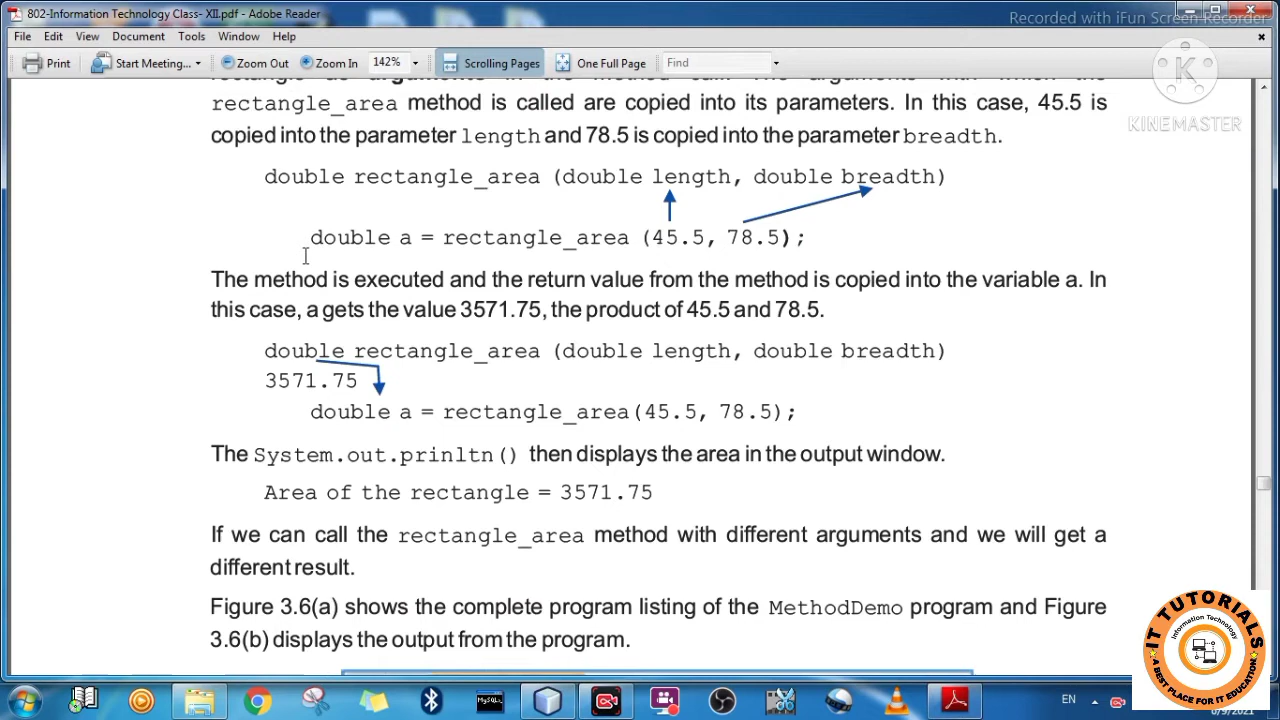 802-Information Technology Class- XII.pdf - Adobe Reader
Recorded with iFun Screen Recorder
File Edit View Document Tools Window Help
Print Start Meeting... Zoom Out Zoom In 142% Scrolling Pages One Full Page Find
K
KINEMASTER
rectangle_area method is called are copied into its parameters. In this case, 45.5 is
copied into the parameter length and 78.5 is copied into the parameter breadth.
double rectangle_area (double length, double breadth)
double a = rectangle_area (45.5, 78.5);
The method is executed and the return value from the method is copied into the variable a. In
this case, a gets the value 3571.75, the product of 45.5 and 78.5.
double rectangle_area (double length, double breadth)
3571.75
double a = rectangle_area(45.5, 78.5);
The System.out.prinltn() then displays the area in the output window.
Area of the rectangle = 3571.75
If we can call the rectangle_area method with different arguments and we will get a
different result.
Figure 3.6(a) shows the complete program listing of the MethodDemo program and Figure
3.6(b) displays the output from the program.
IT TUTORIALS
Information Technology
A BEST PLACE FOR IT EDUCATION
EN